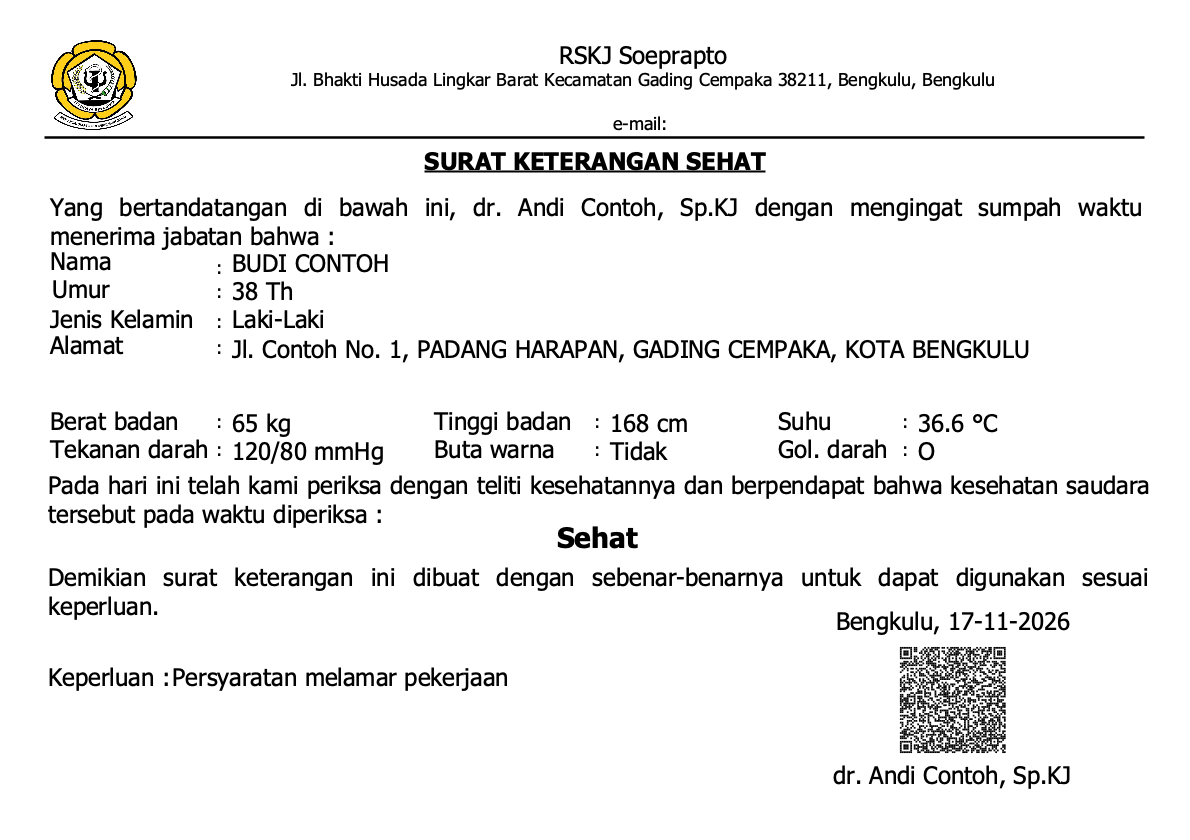 RSKJ Soeprapto
Jl. Bhakti Husada Lingkar Barat Kecamatan Gading Cempaka 38211, Bengkulu, Bengkulu
e-mail:
SURAT KETERANGAN SEHAT
Yang bertandatangan di bawah ini, dr. Andi Contoh, Sp.KJ dengan mengingat sumpah waktu
menerima jabatan bahwa :
Nama : BUDI CONTOH
Umur : 38 Th
Jenis Kelamin : Laki-Laki
Alamat : Jl. Contoh No. 1, PADANG HARAPAN, GADING CEMPAKA, KOTA BENGKULU
Berat badan : 65 kg Tinggi badan : 168 cm Suhu : 36.6 °C
Tekanan darah : 120/80 mmHg Buta warna : Tidak Gol. darah : O
Pada hari ini telah kami periksa dengan teliti kesehatannya dan berpendapat bahwa kesehatan saudara
tersebut pada waktu diperiksa :
Sehat
Demikian surat keterangan ini dibuat dengan sebenar-benarnya untuk dapat digunakan sesuai
keperluan.
Bengkulu, 17-11-2026
Keperluan :Persyaratan melamar pekerjaan
dr. Andi Contoh, Sp.KJ